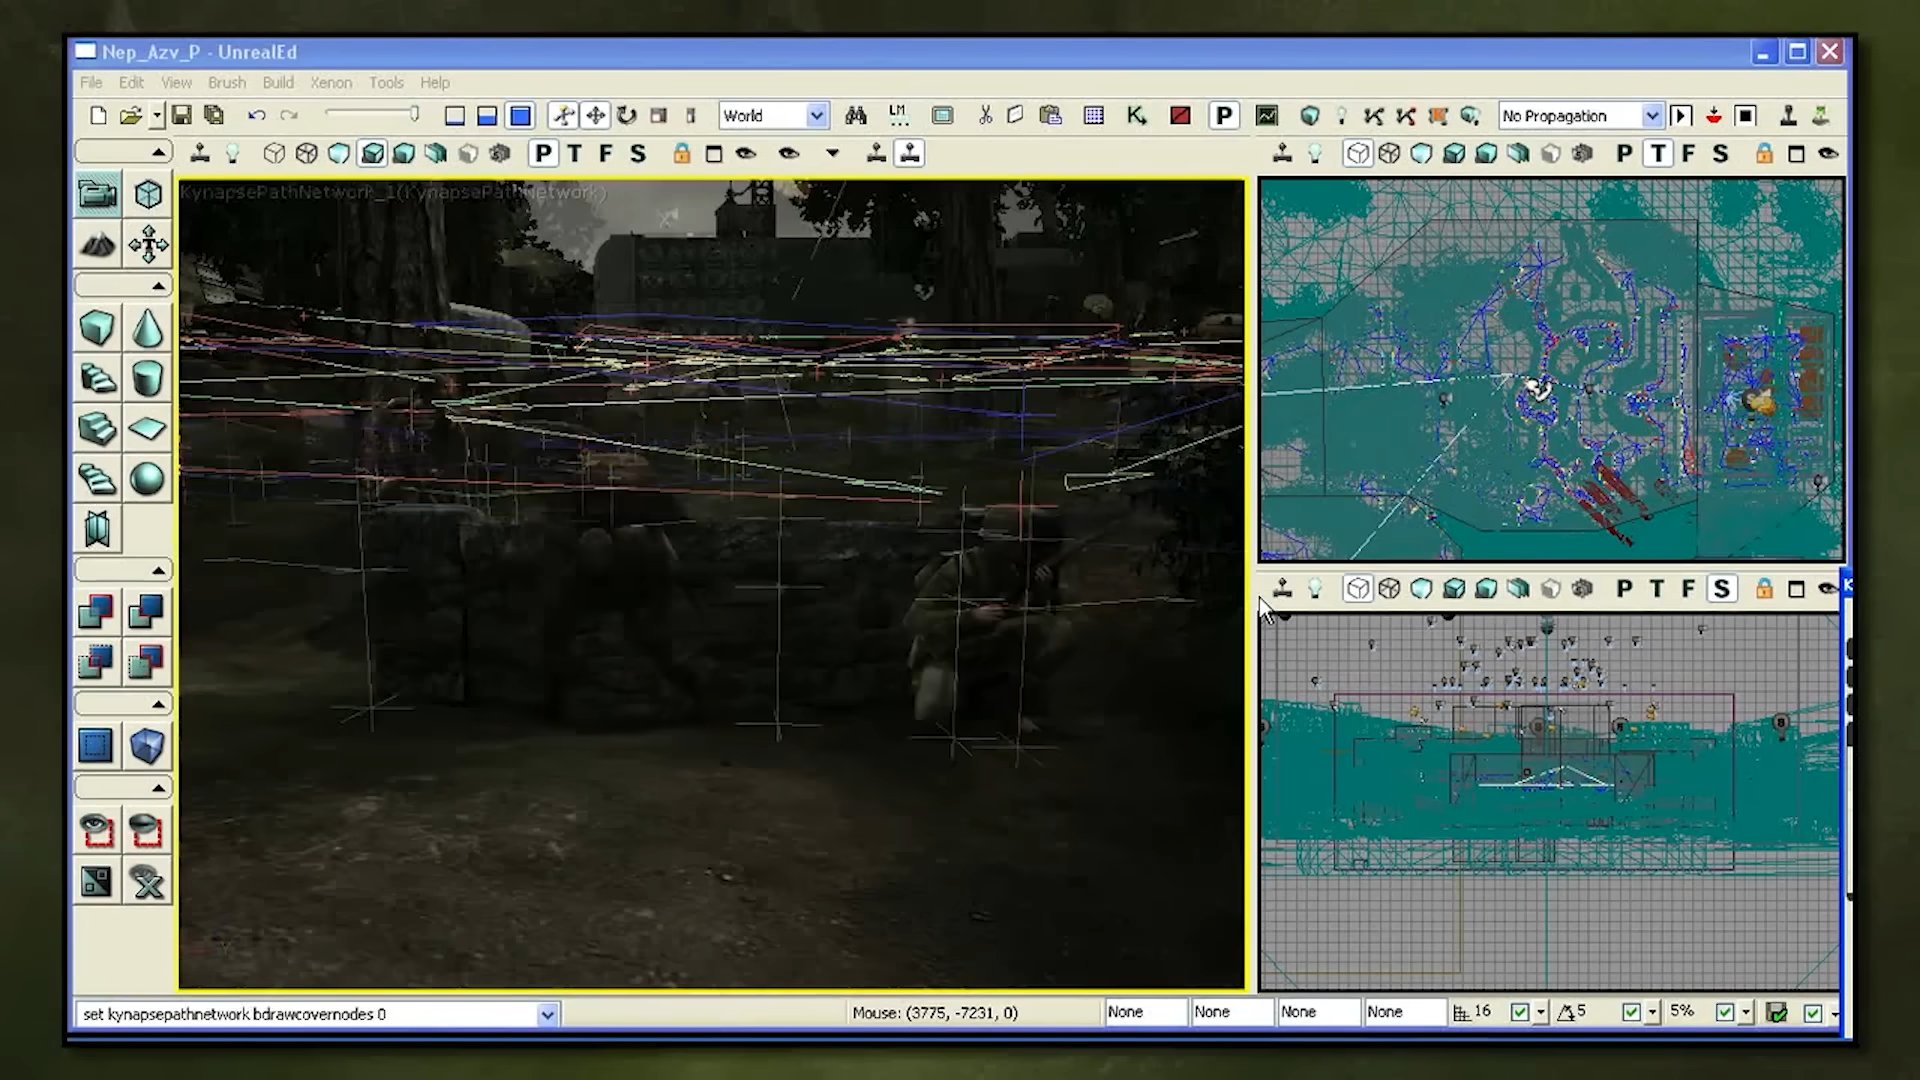 Nep_Azv_P - UnrealEd
File Edit View Brush Build Xenon Tools Help
World LM P No Propagation
P T F S P T F S
KynapsePathNetwork_1(KynapsePathNetwork)
P T F S
set kynapsepathnetwork bdrawcovernodes 0 Mouse: (3775, -7231, 0) None None None None 16 5 5%